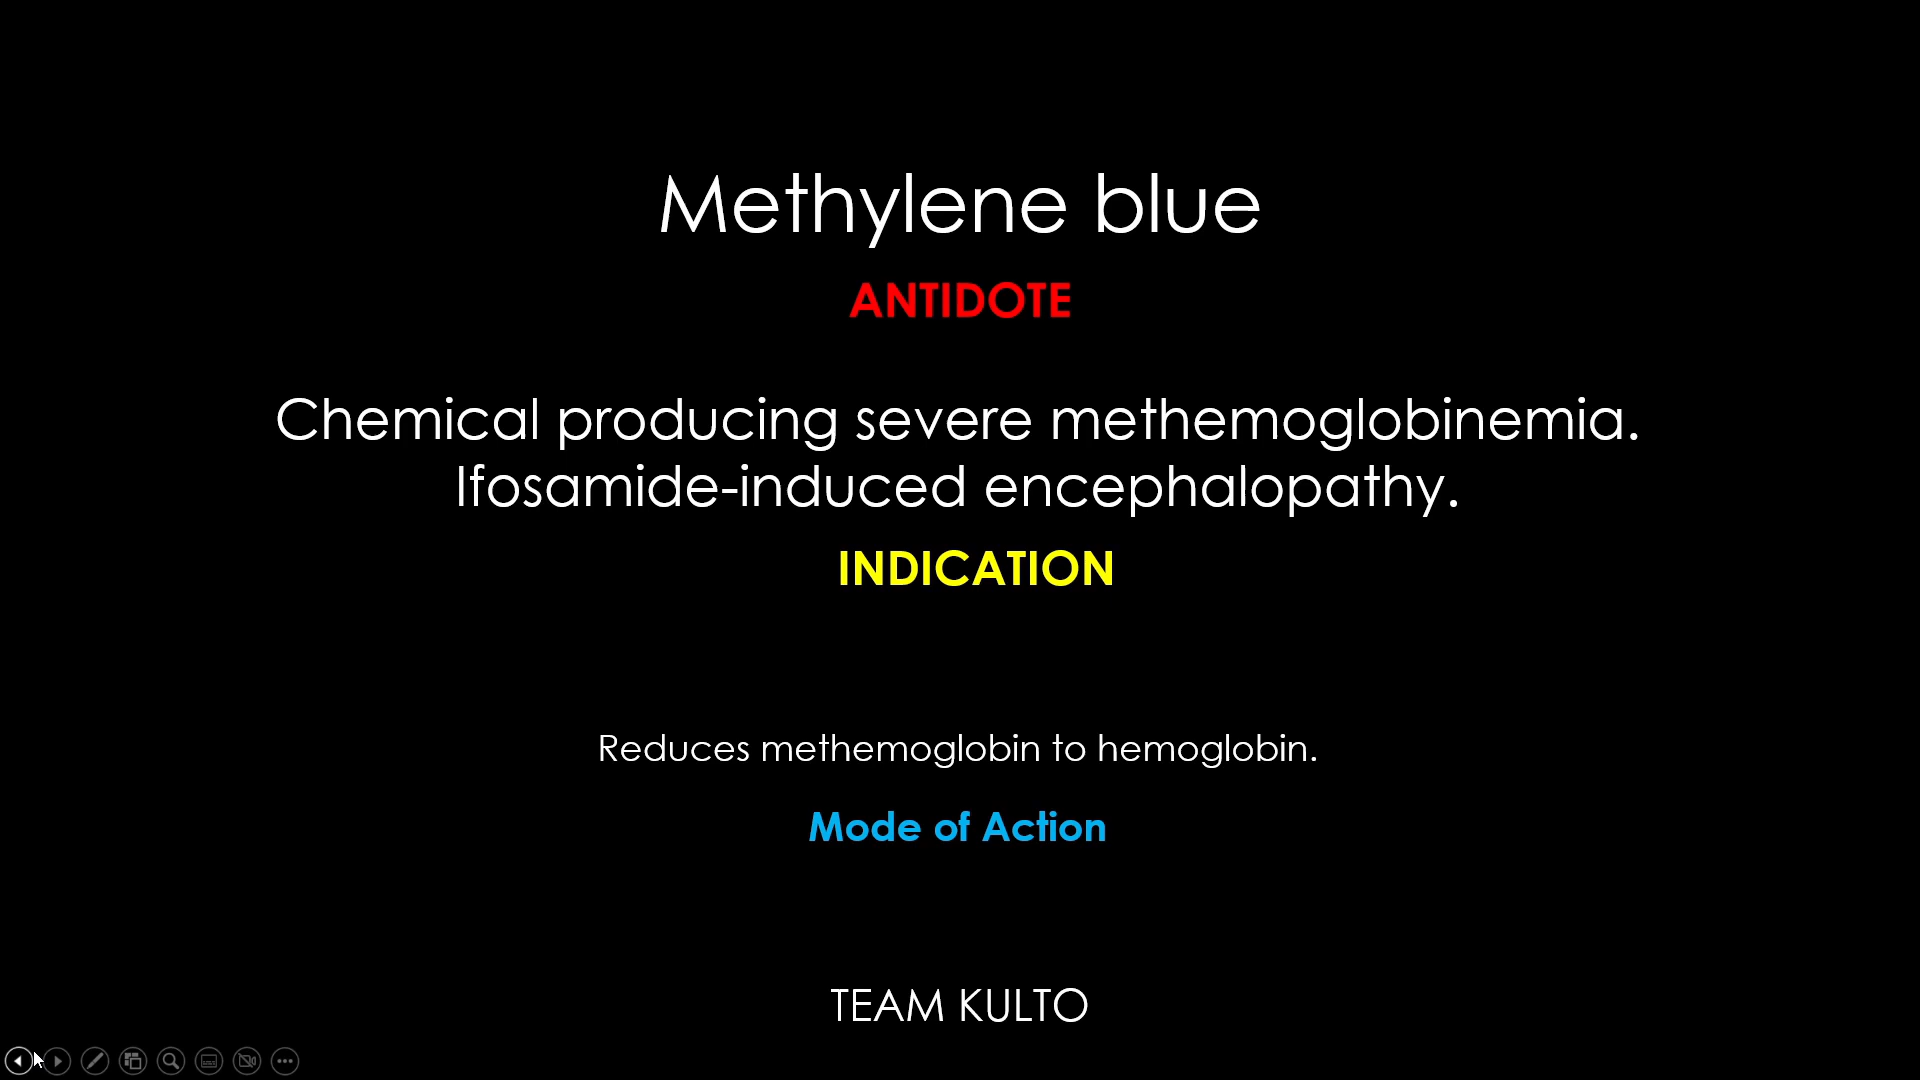 Methylene blue
ANTIDOTE
Chemical producing severe methemoglobinemia.
Ifosamide-induced encephalopathy.
INDICATION
Reduces methemoglobin to hemoglobin.
Mode of Action
TEAM KULTO